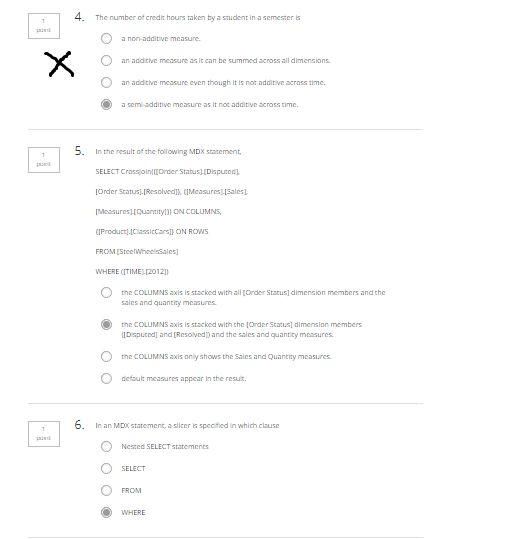 1
point
4. The number of credit hours taken by a student in a semester is
a non-additive measure.
an additive measure as it can be summed across all dimensions.
an additive measure even though it is not additive across time.
a semi-additive measure as it not additive across time.
1
point
5. In the result of the following MDX statement,
SELECT CrossJoin({[Order Status].[Disputed],
[Order Status].[Resolved]}, {[Measures].[Sales],
[Measures].[Quantity]}) ON COLUMNS,
{[Product].[ClassicCars]} ON ROWS
FROM [SteelWheelsSales]
WHERE ([TIME].[2012])
the COLUMNS axis is stacked with all [Order Status] dimension members and the
sales and quantity measures.
the COLUMNS axis is stacked with the [Order Status] dimension members
([Disputed] and [Resolved]) and the sales and quantity measures.
the COLUMNS axis only shows the Sales and Quantity measures.
default measures appear in the result.
1
point
6. In an MDX statement, a slicer is specified in which clause
Nested SELECT statements
SELECT
FROM
WHERE